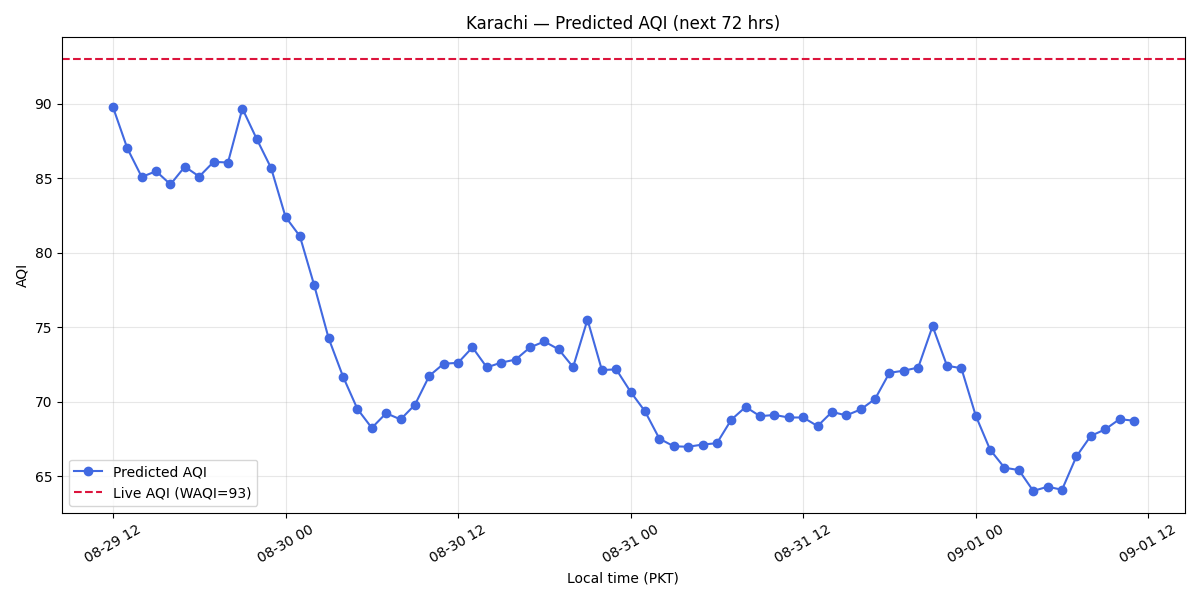 Karachi — Predicted AQI (next 72 hrs)
AQI
90
85
80
75
70
65
Predicted AQI
Live AQI (WAQI=93)
08-29 12
08-30 00
08-30 12
08-31 00
08-31 12
09-01 00
09-01 12
Local time (PKT)